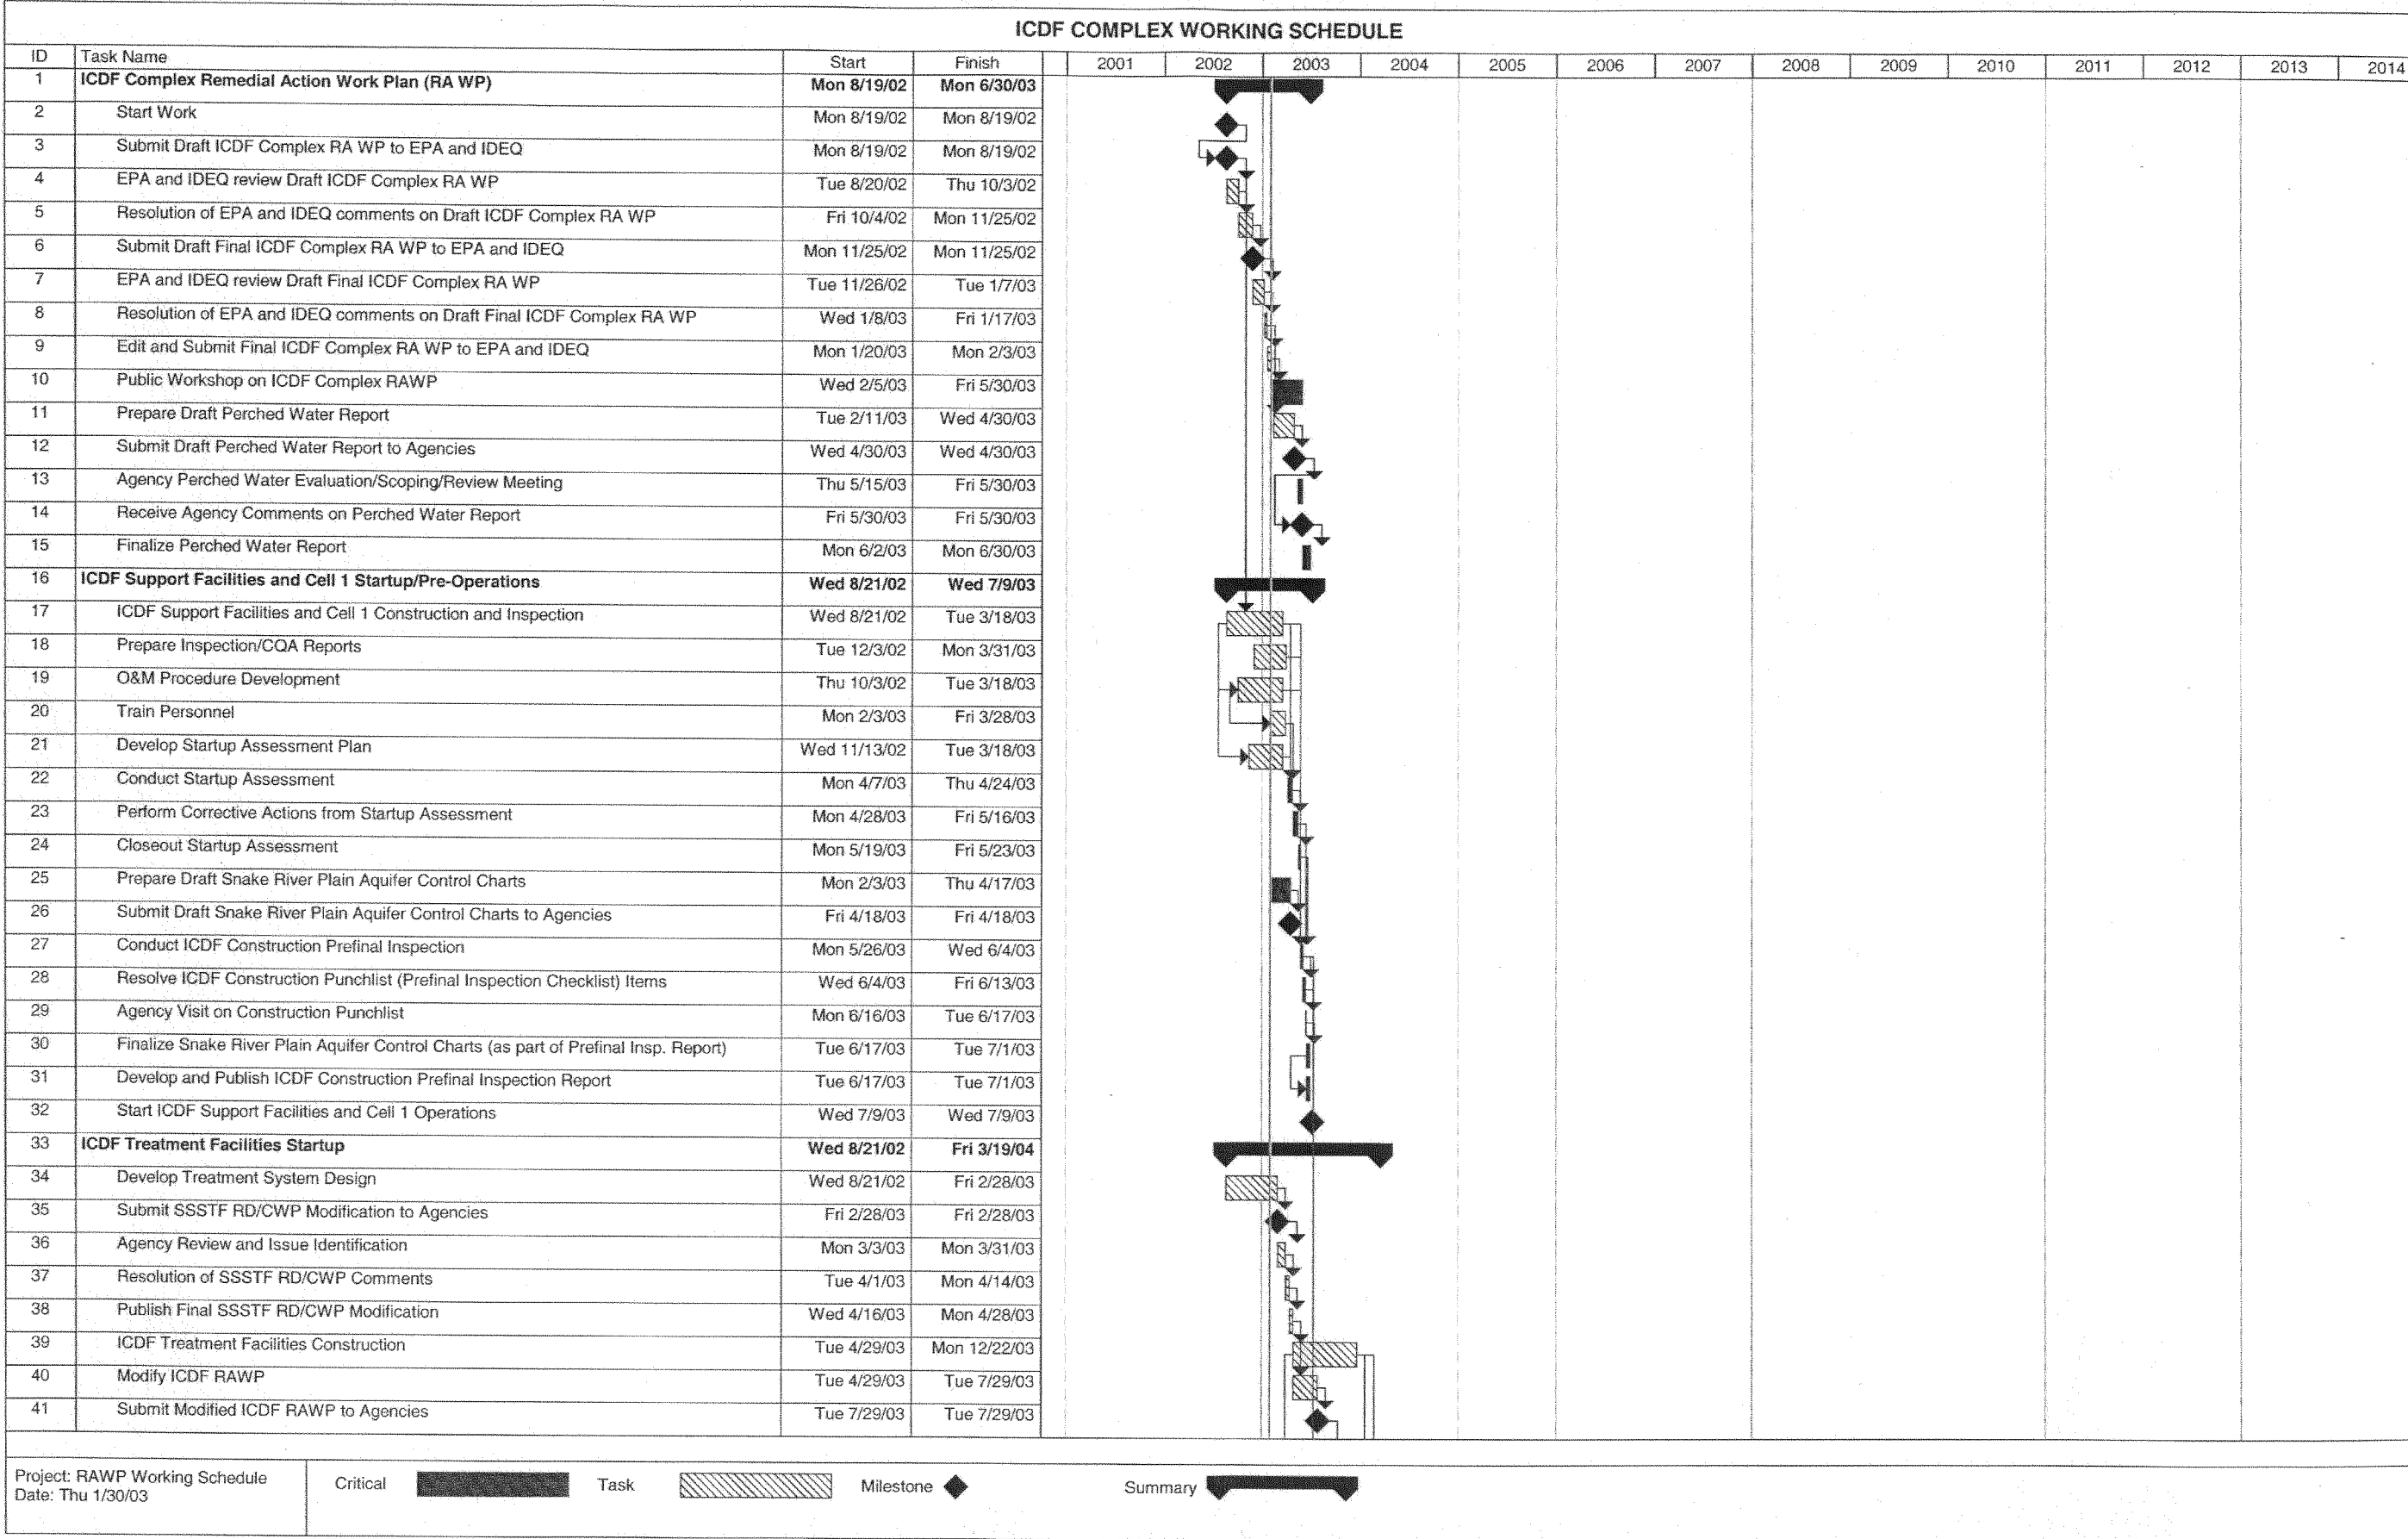 ICDF COMPLEX WORKING SCHEDULE
ID Task Name Start Finish 2001 2002 2003 2004 2005 2006 2007 2008 2009 2010 2011 2012 2013 2014
1 ICDF Complex Remedial Action Work Plan (RA WP) Mon 8/19/02 Mon 6/30/03
2 Start Work Mon 8/19/02 Mon 8/19/02
3 Submit Draft ICDF Complex RA WP to EPA and IDEQ Mon 8/19/02 Mon 8/19/02
4 EPA and IDEQ review Draft ICDF Complex RA WP Tue 8/20/02 Thu 10/3/02
5 Resolution of EPA and IDEQ comments on Draft ICDF Complex RA WP Fri 10/4/02 Mon 11/25/02
6 Submit Draft Final ICDF Complex RA WP to EPA and IDEQ Mon 11/25/02 Mon 11/25/02
7 EPA and IDEQ review Draft Final ICDF Complex RA WP Tue 11/26/02 Tue 1/7/03
8 Resolution of EPA and IDEQ comments on Draft Final ICDF Complex RA WP Wed 1/8/03 Fri 1/17/03
9 Edit and Submit Final ICDF Complex RA WP to EPA and IDEQ Mon 1/20/03 Mon 2/3/03
10 Public Workshop on ICDF Complex RAWP Wed 2/5/03 Fri 5/30/03
11 Prepare Draft Perched Water Report Tue 2/11/03 Wed 4/30/03
12 Submit Draft Perched Water Report to Agencies Wed 4/30/03 Wed 4/30/03
13 Agency Perched Water Evaluation/Scoping/Review Meeting Thu 5/15/03 Fri 5/30/03
14 Receive Agency Comments on Perched Water Report Fri 5/30/03 Fri 5/30/03
15 Finalize Perched Water Report Mon 6/2/03 Mon 6/30/03
16 ICDF Support Facilities and Cell 1 Startup/Pre-Operations Wed 8/21/02 Wed 7/9/03
17 ICDF Support Facilities and Cell 1 Construction and Inspection Wed 8/21/02 Tue 3/18/03
18 Prepare Inspection/CQA Reports Tue 12/3/02 Mon 3/31/03
19 O&M Procedure Development Thu 10/3/02 Tue 3/18/03
20 Train Personnel Mon 2/3/03 Fri 3/28/03
21 Develop Startup Assessment Plan Wed 11/13/02 Tue 3/18/03
22 Conduct Startup Assessment Mon 4/7/03 Thu 4/24/03
23 Perform Corrective Actions from Startup Assessment Mon 4/28/03 Fri 5/16/03
24 Closeout Startup Assessment Mon 5/19/03 Fri 5/23/03
25 Prepare Draft Snake River Plain Aquifer Control Charts Mon 2/3/03 Thu 4/17/03
26 Submit Draft Snake River Plain Aquifer Control Charts to Agencies Fri 4/18/03 Fri 4/18/03
27 Conduct ICDF Construction Prefinal Inspection Mon 5/26/03 Wed 6/4/03
28 Resolve ICDF Construction Punchlist (Prefinal Inspection Checklist) Items Wed 6/4/03 Fri 6/13/03
29 Agency Visit on Construction Punchlist Mon 6/16/03 Tue 6/17/03
30 Finalize Snake River Plain Aquifer Control Charts (as part of Prefinal Insp. Report) Tue 6/17/03 Tue 7/1/03
31 Develop and Publish ICDF Construction Prefinal Inspection Report Tue 6/17/03 Tue 7/1/03
32 Start ICDF Support Facilities and Cell 1 Operations Wed 7/9/03 Wed 7/9/03
33 ICDF Treatment Facilities Startup Wed 8/21/02 Fri 3/19/04
34 Develop Treatment System Design Wed 8/21/02 Fri 2/28/03
35 Submit SSSTF RD/CWP Modification to Agencies Fri 2/28/03 Fri 2/28/03
36 Agency Review and Issue Identification Mon 3/3/03 Mon 3/31/03
37 Resolution of SSSTF RD/CWP Comments Tue 4/1/03 Mon 4/14/03
38 Publish Final SSSTF RD/CWP Modification Wed 4/16/03 Mon 4/28/03
39 ICDF Treatment Facilities Construction Tue 4/29/03 Mon 12/22/03
40 Modify ICDF RAWP Tue 4/29/03 Tue 7/29/03
41 Submit Modified ICDF RAWP to Agencies Tue 7/29/03 Tue 7/29/03
Project: RAWP Working Schedule
Date: Thu 1/30/03
Critical Task Milestone Summary